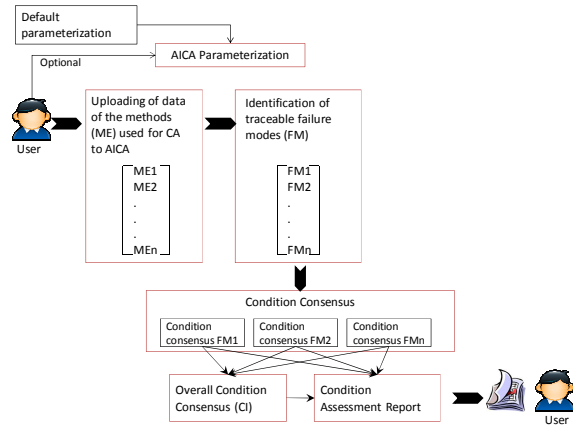 Default
parameterization
AICA Parameterization
Optional
User
Uploading of data
of the methods
(ME) used for CA
to AICA
ME1
ME2
.
.
.
MEn
Identification of
traceable failure
modes (FM)
FM1
FM2
.
.
.
FMn
Condition Consensus
Condition
consensus FM1
Condition
consensus FM2
Condition
consensus FMn
Overall Condition
Consensus (CI)
Condition
Assessment Report
User